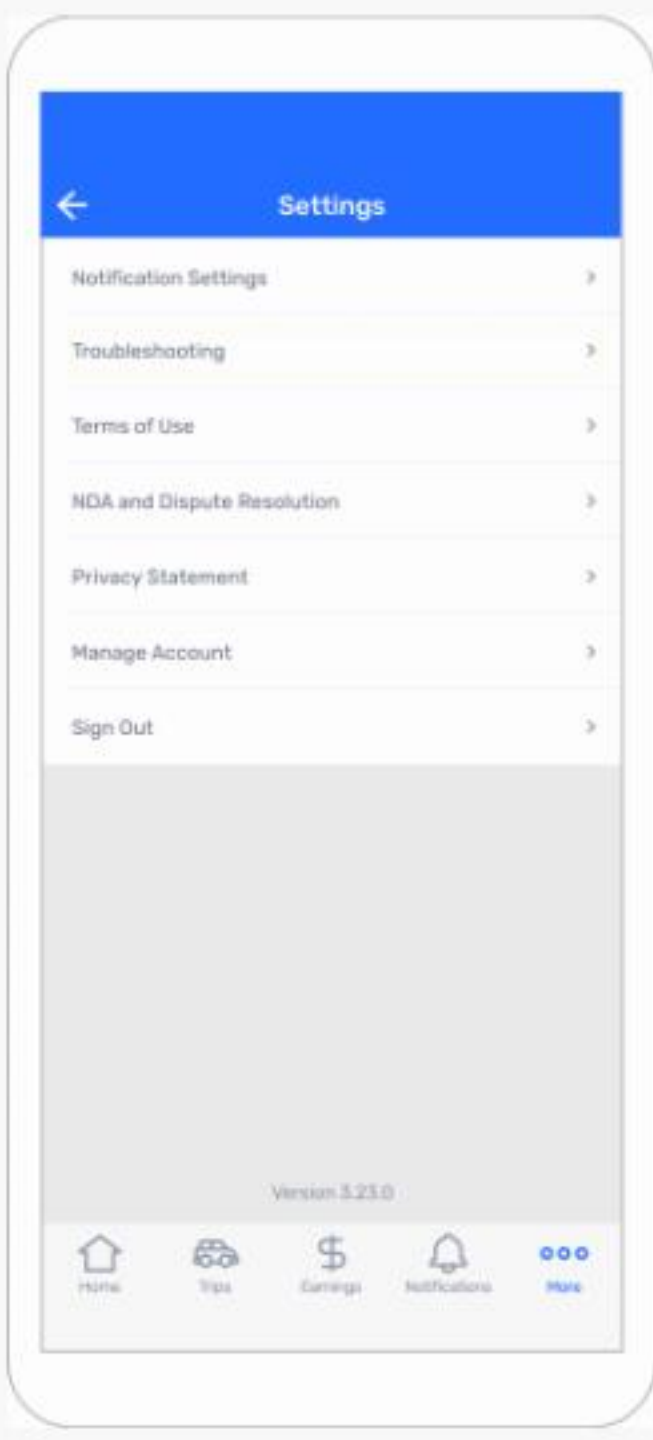 Settings
Notification Settings
Troubleshooting
Terms of Use
NDA and Dispute Resolution
Privacy Statement
Manage Account
Sign Out
Version 3.23.0
Home
Trips
Earnings
Notifications
More